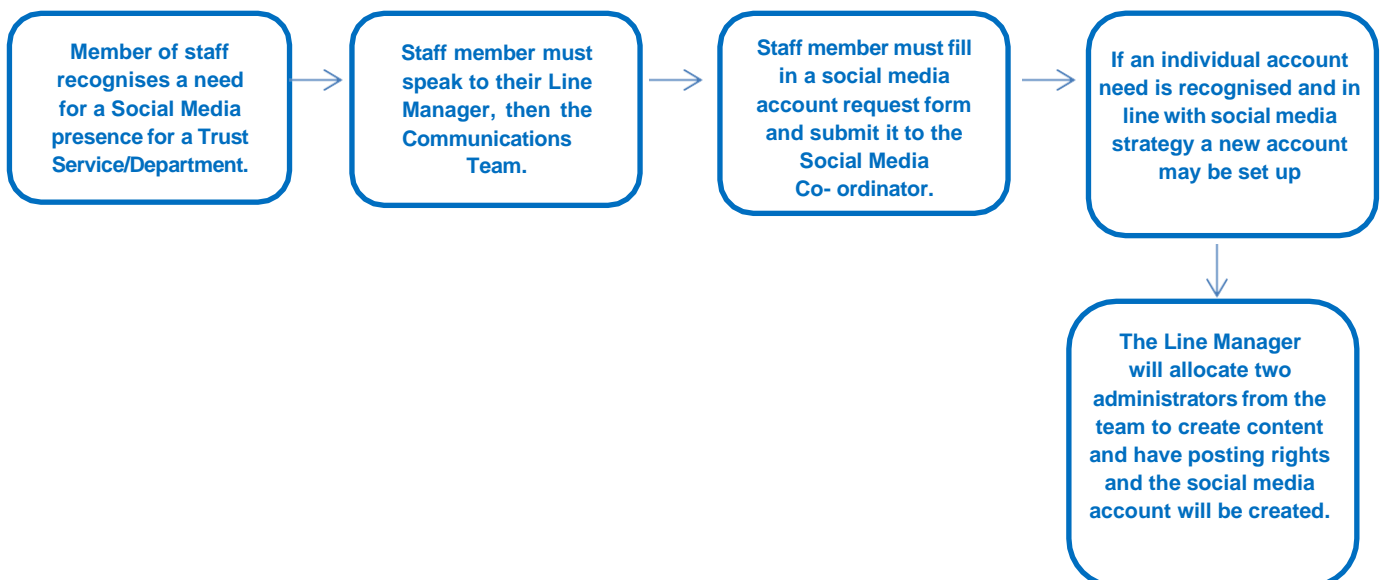 Member of staff
recognises a need
for a Social Media
presence for a Trust
Service/Department.
Staff member must
speak to their Line
Manager, then the
Communications
Team.
Staff member must fill
in a social media
account request form
and submit it to the
Social Media
Co- ordinator.
If an individual account
need is recognised and in
line with social media
strategy a new account
may be set up
The Line Manager
will allocate two
administrators from the
team to create content
and have posting rights
and the social media
account will be created.